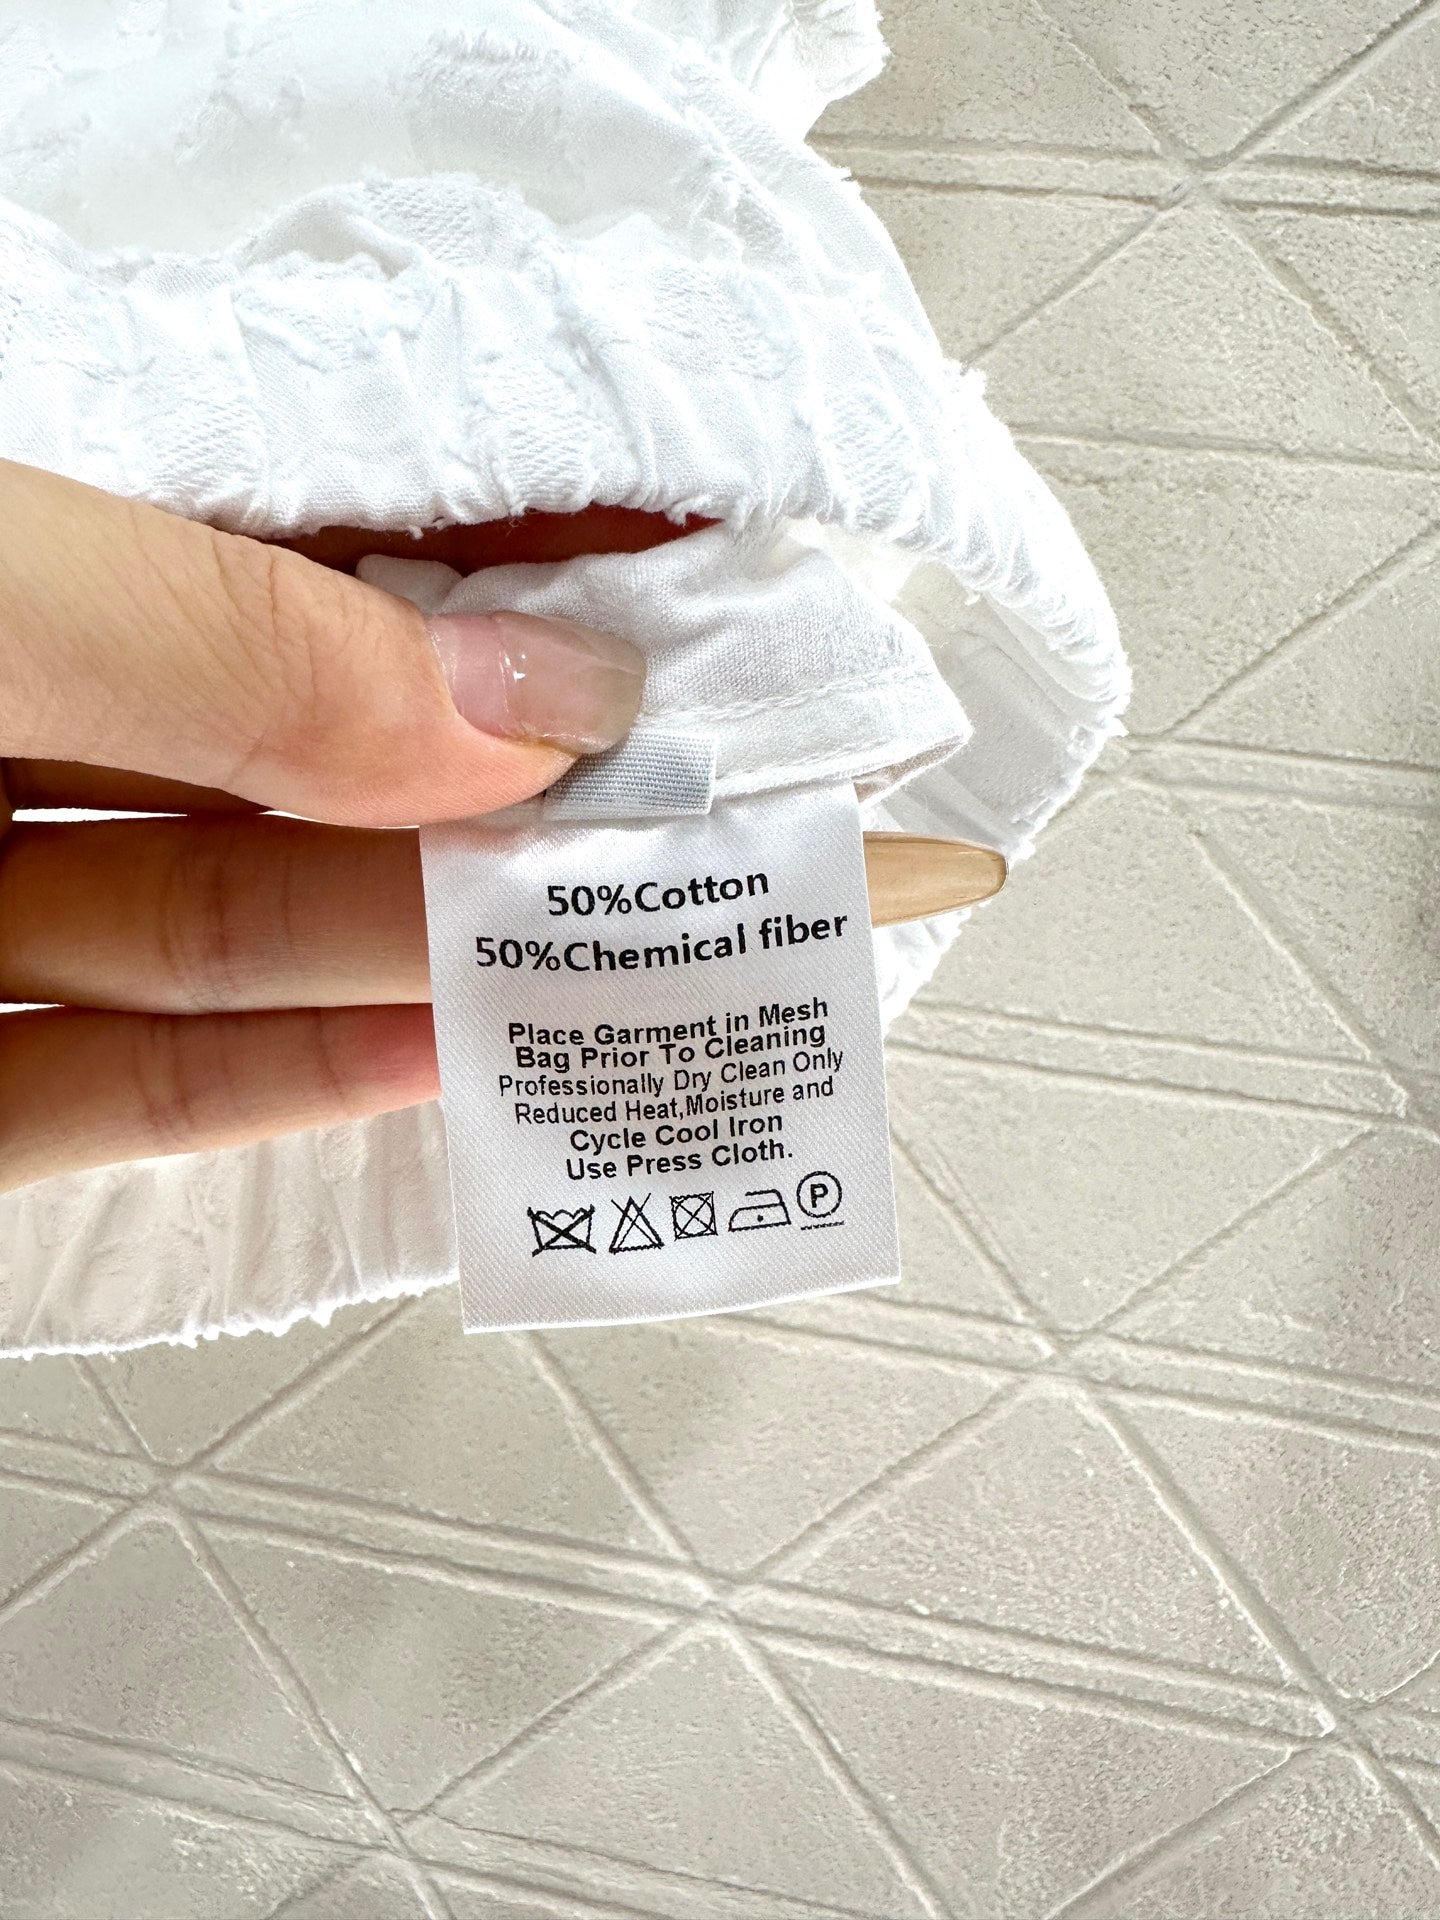 50%Cotton
50%Chemical fiber
Place Garment in Mesh
Bag Prior To Cleaning
Professionally Dry Clean Only
Reduced Heat,Moisture and
Cycle Cool Iron
Use Press Cloth.
P